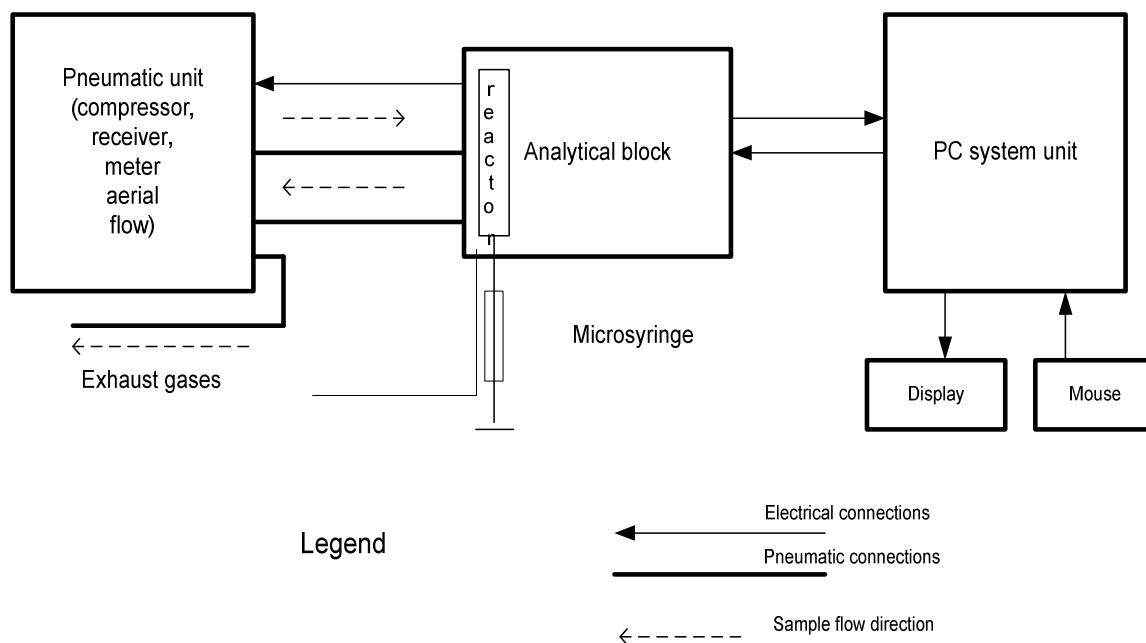 Pneumatic unit
(compressor,
receiver,
meter
aerial
flow)
r
e
a
c
t
o
r
Analytical block
PC system unit
Microsyringe
Exhaust gases
Display
Mouse
Legend
Electrical connections
Pneumatic connections
Sample flow direction